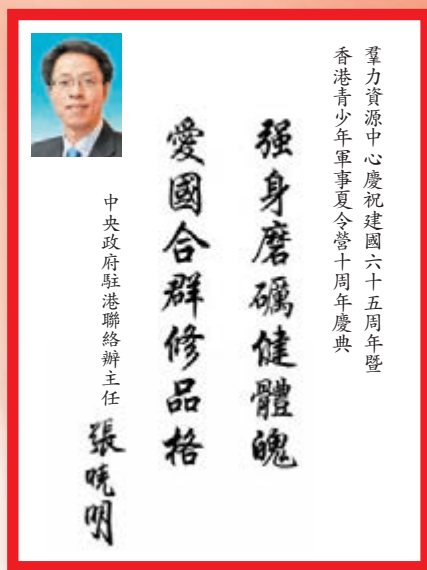 羣力資源中心慶祝建國六十五周年暨
香港青少年軍事夏令營十周年慶典
强身磨礪健體魄
愛國合群修品格
中央政府駐港聯絡辦主任
張曉明